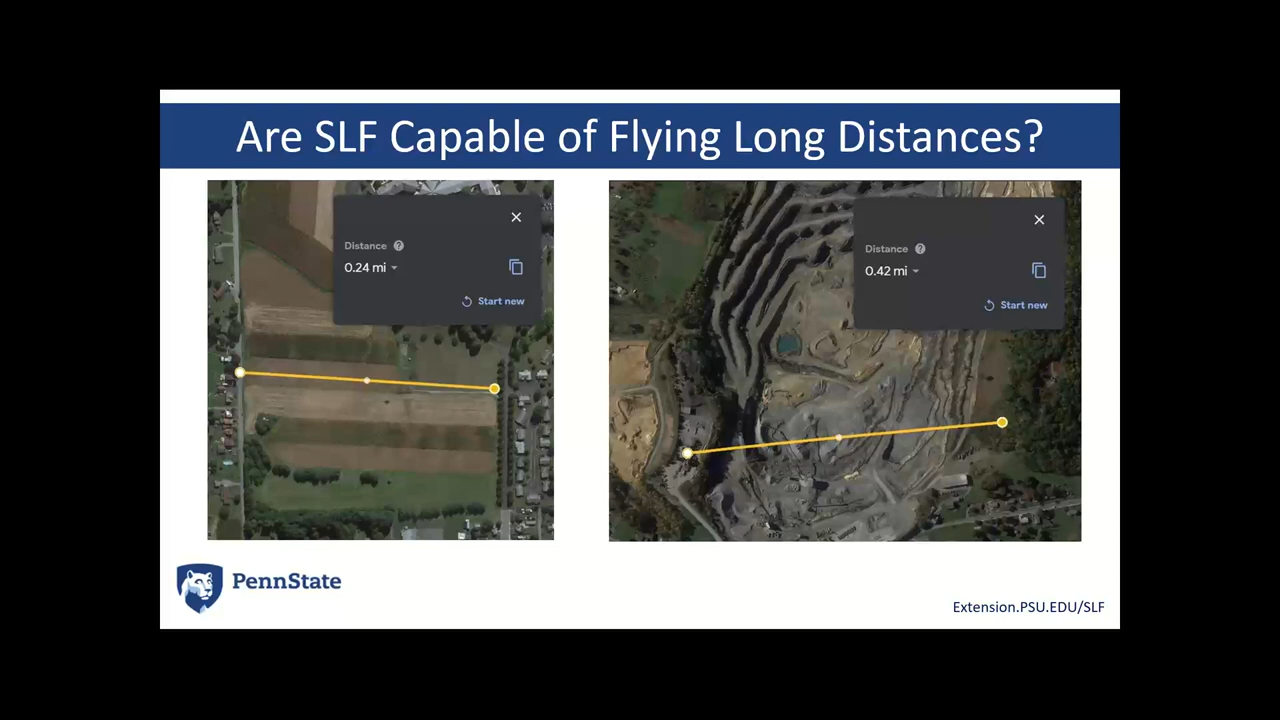 Are SLF Capable of Flying Long Distances?
Distance ?
0.24 mi
Start new
Distance ?
0.42 mi
Start new
PennState
Extension.PSU.EDU/SLF